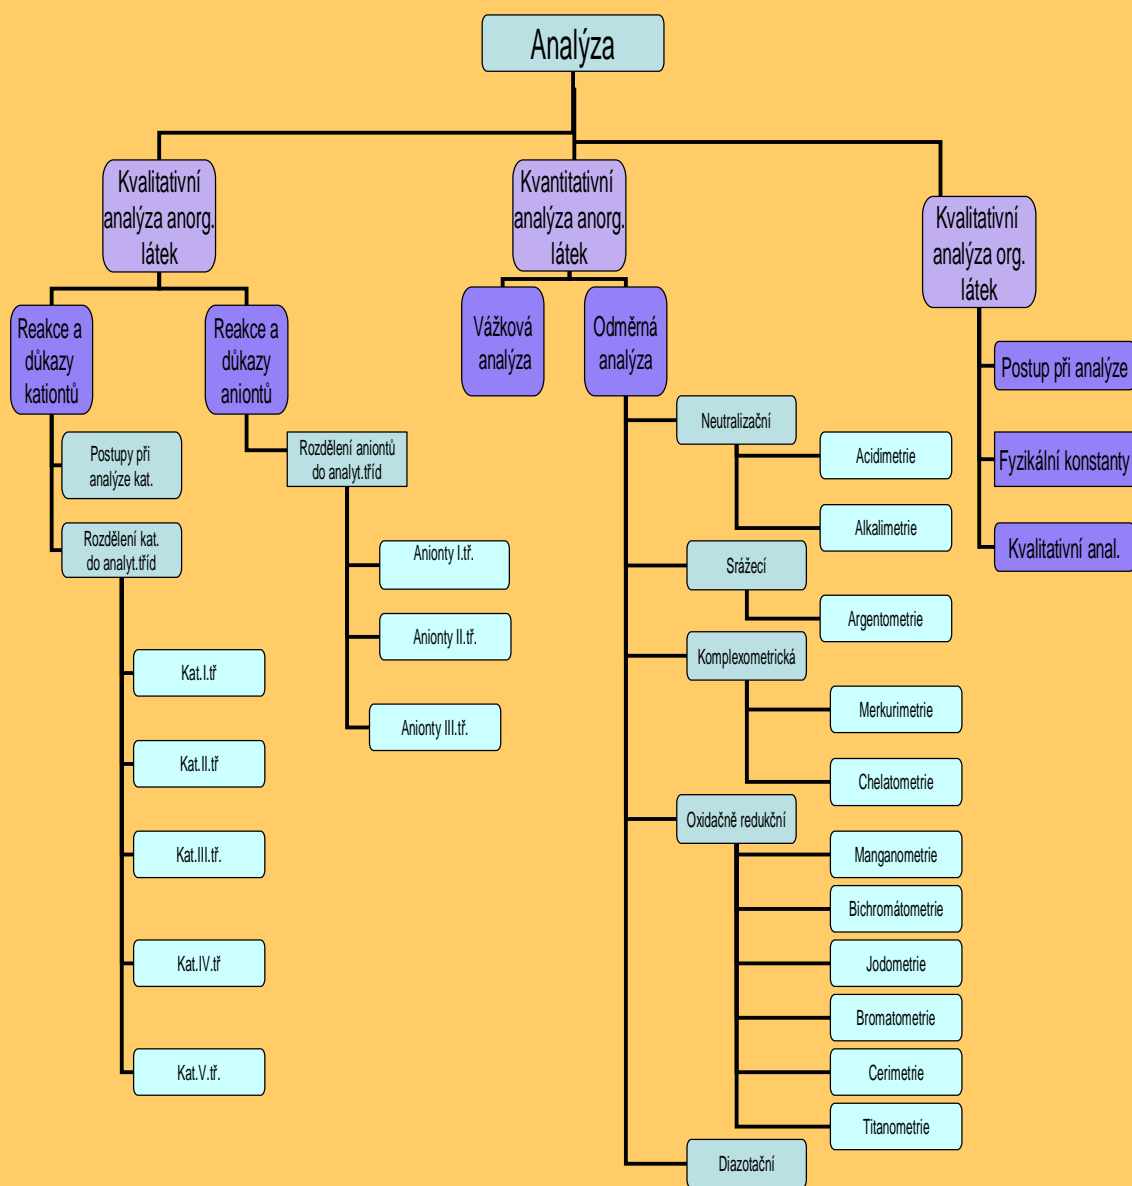 Analýza
Kvalitativní
analýza anorg.
látek
Kvantitativní
analýza anorg.
látek
Kvalitativní
analýza org.
látek
Reakce a
důkazy
kationtů
Reakce a
důkazy
aniontů
Vážková
analýza
Odměrná
analýza
Postup při analýze
Fyzikální konstanty
Kvalitativní anal.
Postupy při
analýze kat.
Rozdělení kat.
do analyt.tříd
Kat.I.tř
Kat.II.tř
Kat.III.tř.
Kat.IV.tř
Kat.V.tř.
Rozdělení aniontů
do analyt.tříd
Anionty I.tř.
Anionty II.tř.
Anionty III.tř.
Neutralizační
Acidimetrie
Alkalimetrie
Srážecí
Argentometrie
Komplexometrická
Merkurimetrie
Chelatometrie
Oxidačně redukční
Manganometrie
Bichromátometrie
Jodometrie
Bromatometrie
Cerimetrie
Titanometrie
Diazotační